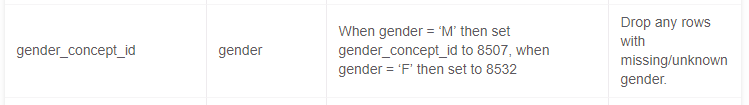 gender_concept_id
gender
When gender = ‘M’ then set
gender_concept_id to 8507, when
gender = ‘F’ then set to 8532
Drop any rows
with
missing/unknown
gender.